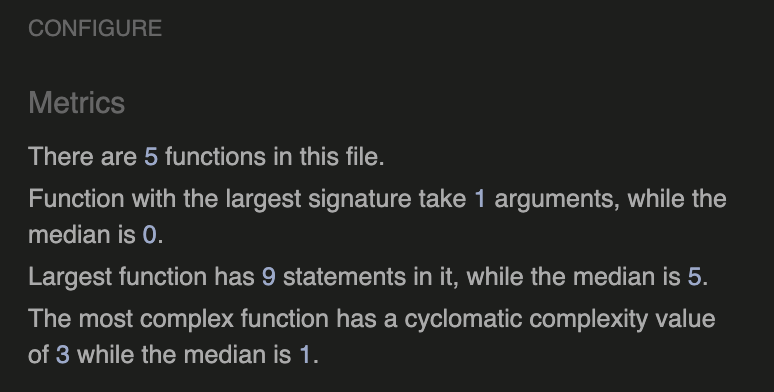 CONFIGURE
Metrics
There are 5 functions in this file.
Function with the largest signature take 1 arguments, while the
median is 0.
Largest function has 9 statements in it, while the median is 5.
The most complex function has a cyclomatic complexity value
of 3 while the median is 1.